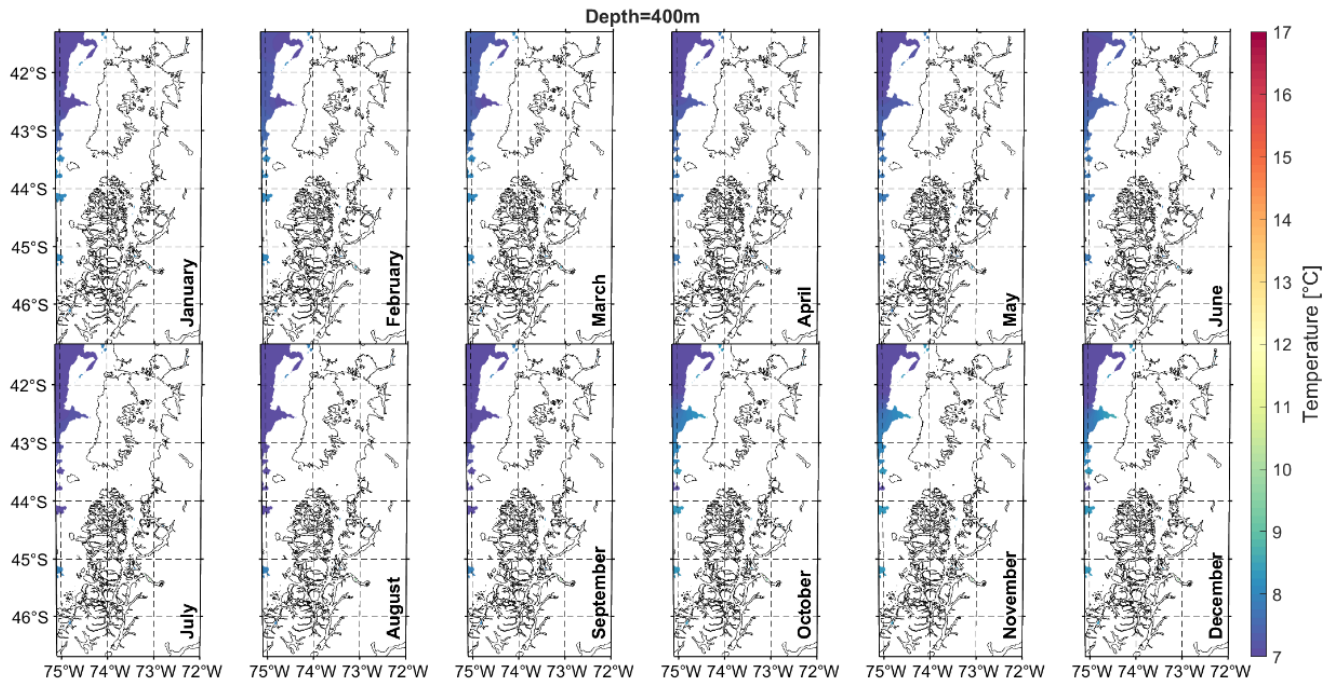 Depth=400m
42°S
43°S
44°S
45°S
46°S
January
February
March
April
May
June
42°S
43°S
44°S
45°S
46°S
July
August
September
October
November
December
75°W 74°W 73°W 72°W
75°W 74°W 73°W 72°W
75°W 74°W 73°W 72°W
75°W 74°W 73°W 72°W
75°W 74°W 73°W 72°W
75°W 74°W 73°W 72°W
17
16
15
14
13
12
11
10
9
8
7
Temperature [°C]